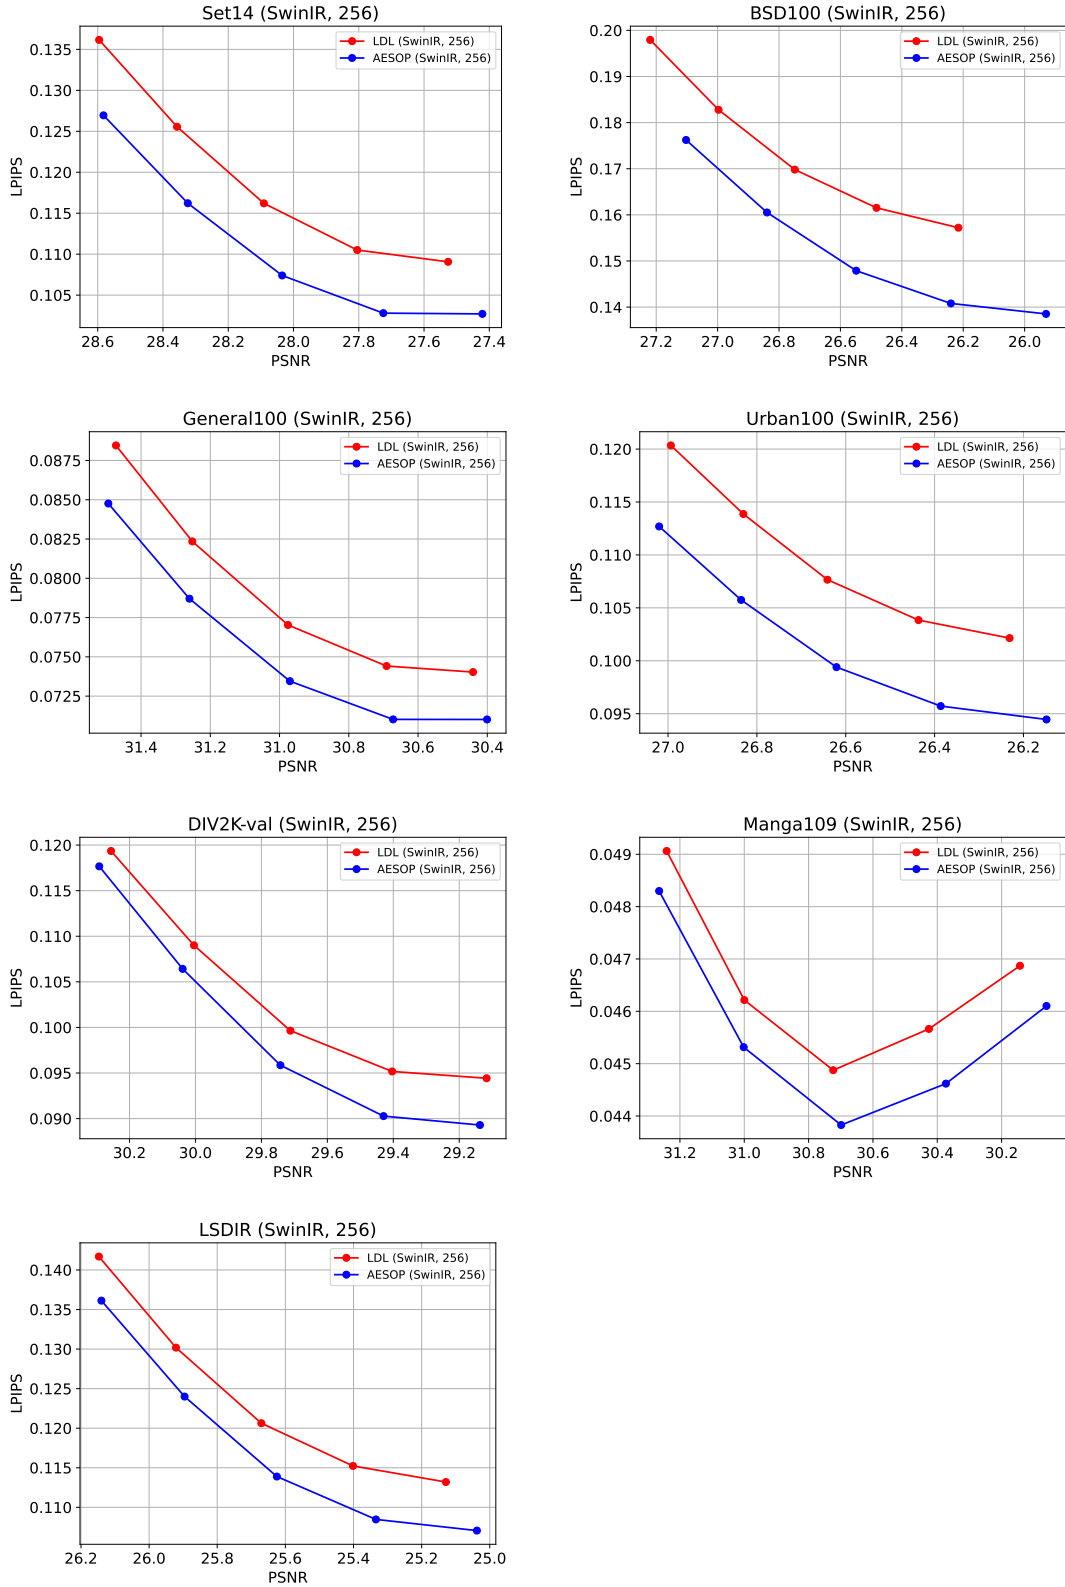 Set14 (SwinIR, 256)
LDL (SwinIR, 256)
AESOP (SwinIR, 256)
LPIPS
0.135
0.130
0.125
0.120
0.115
0.110
0.105
28.6 28.4 28.2 28.0 27.8 27.6 27.4
PSNR
BSD100 (SwinIR, 256)
LDL (SwinIR, 256)
AESOP (SwinIR, 256)
LPIPS
0.20
0.19
0.18
0.17
0.16
0.15
0.14
27.2 27.0 26.8 26.6 26.4 26.2 26.0
PSNR
General100 (SwinIR, 256)
LDL (SwinIR, 256)
AESOP (SwinIR, 256)
LPIPS
0.0875
0.0850
0.0825
0.0800
0.0775
0.0750
0.0725
31.4 31.2 31.0 30.8 30.6 30.4
PSNR
Urban100 (SwinIR, 256)
LDL (SwinIR, 256)
AESOP (SwinIR, 256)
LPIPS
0.120
0.115
0.110
0.105
0.100
0.095
27.0 26.8 26.6 26.4 26.2
PSNR
DIV2K-val (SwinIR, 256)
LDL (SwinIR, 256)
AESOP (SwinIR, 256)
LPIPS
0.120
0.115
0.110
0.105
0.100
0.095
0.090
30.2 30.0 29.8 29.6 29.4 29.2
PSNR
Manga109 (SwinIR, 256)
LDL (SwinIR, 256)
AESOP (SwinIR, 256)
LPIPS
0.049
0.048
0.047
0.046
0.045
0.044
31.2 31.0 30.8 30.6 30.4 30.2
PSNR
LSDIR (SwinIR, 256)
LDL (SwinIR, 256)
AESOP (SwinIR, 256)
LPIPS
0.140
0.135
0.130
0.125
0.120
0.115
0.110
26.2 26.0 25.8 25.6 25.4 25.2 25.0
PSNR